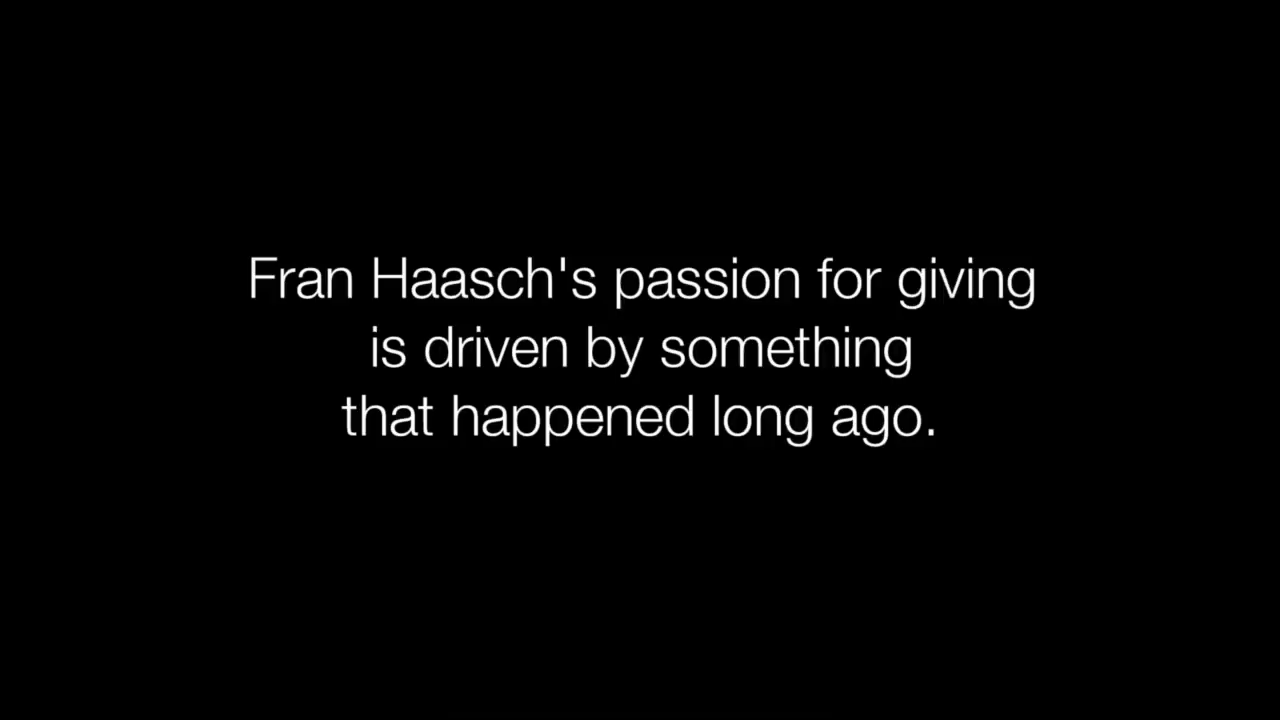 Fran Haasch's passion for giving
is driven by something
that happened long ago.